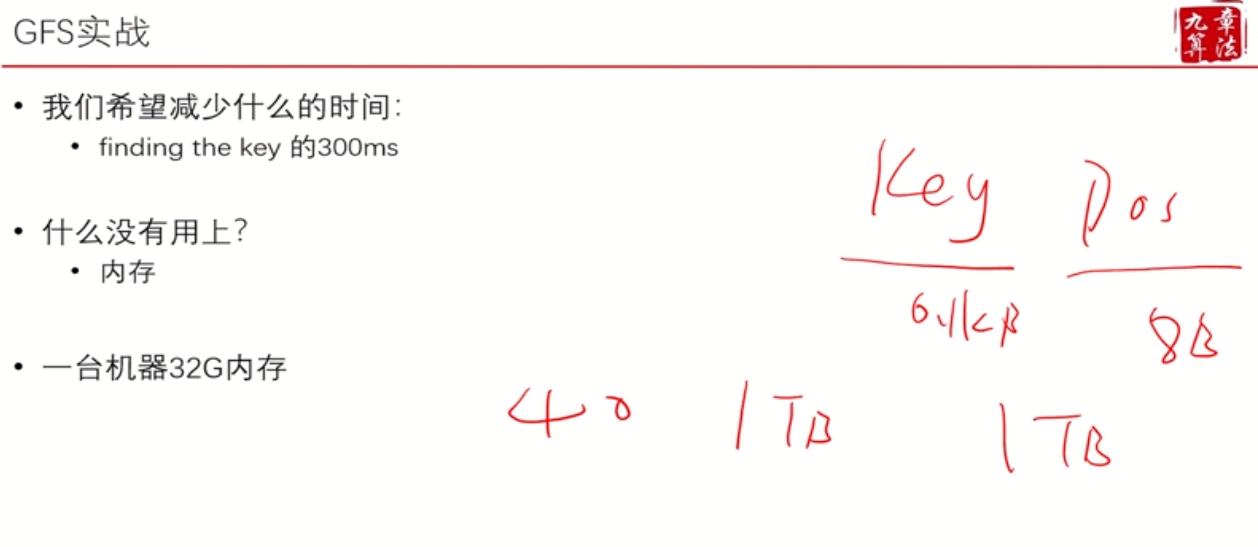 GFS实战
九章算法
• 我们希望减少什么的时间：
• finding the key 的300ms
Key Pos
• 什么没有用上？
• 内存
0.1KB 8B
• 一台机器32G内存
40 1TB 1TB